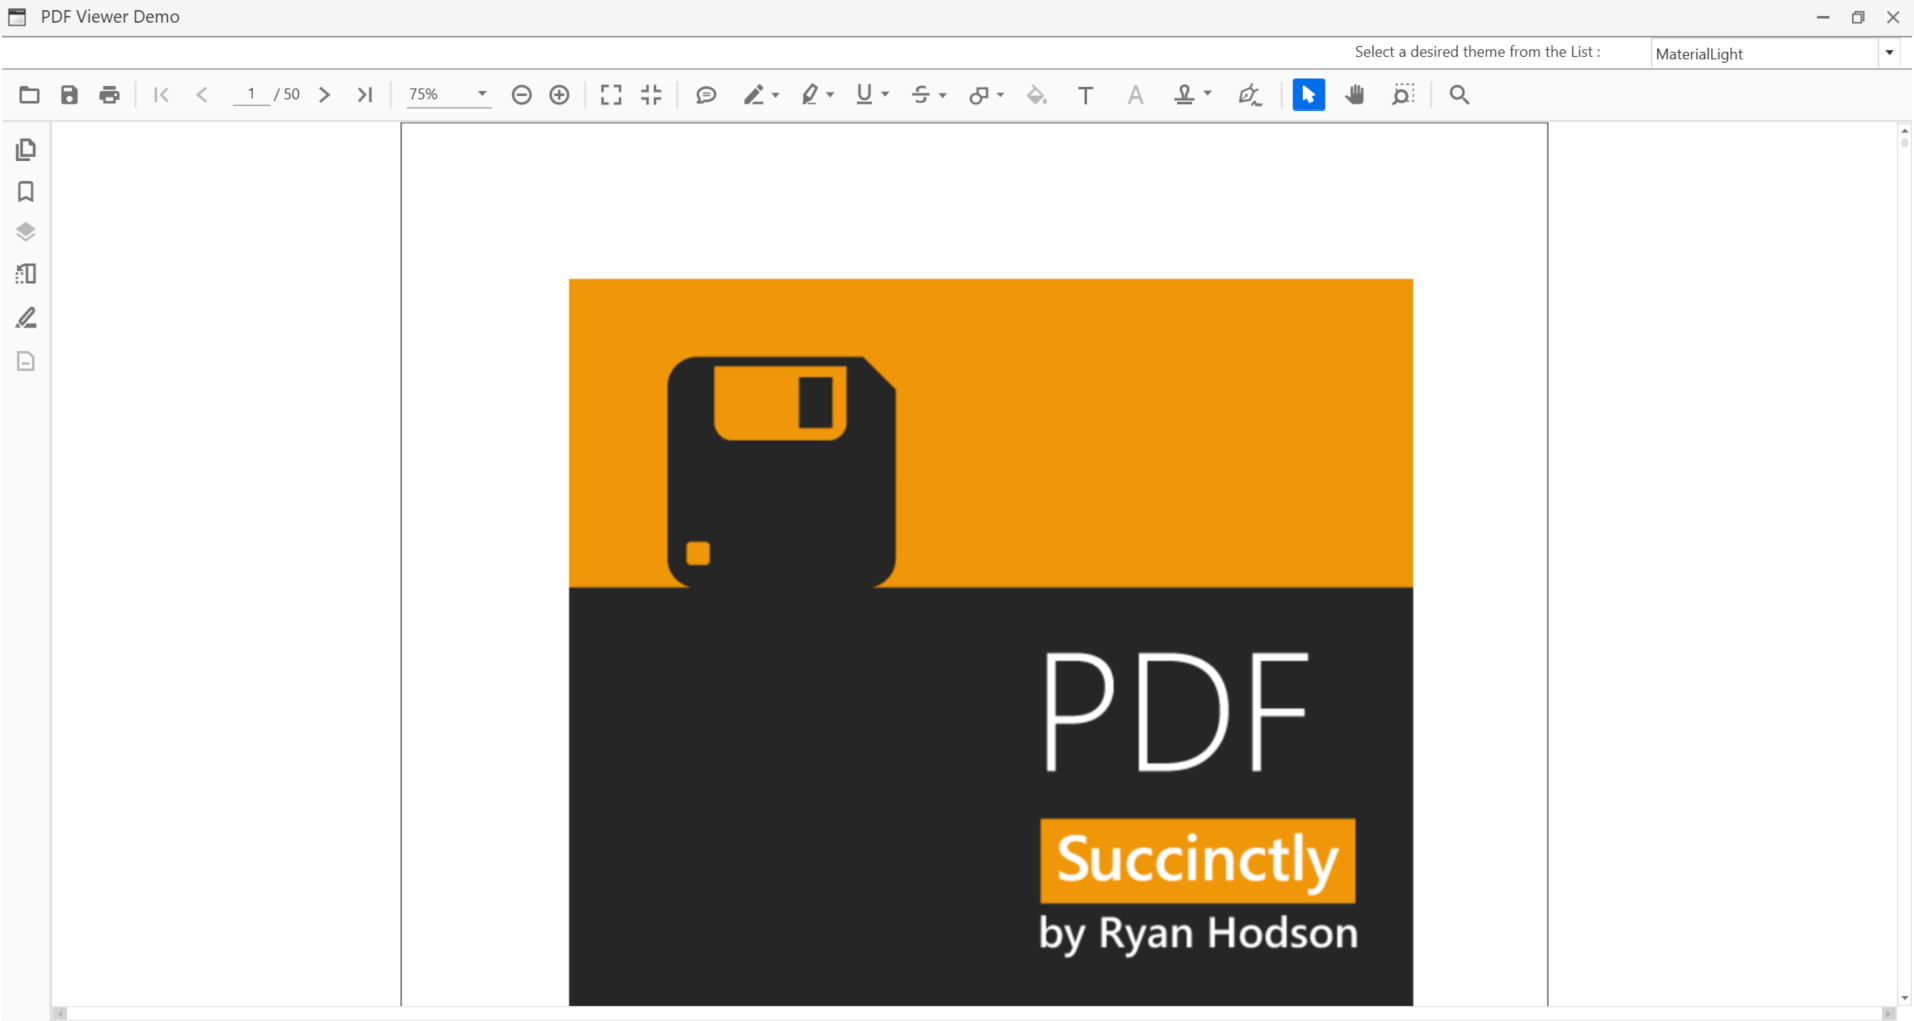 PDF Viewer Demo
Select a desired theme from the List : MaterialLight
1 / 50 75% T A
PDF
Succinctly
by Ryan Hodson